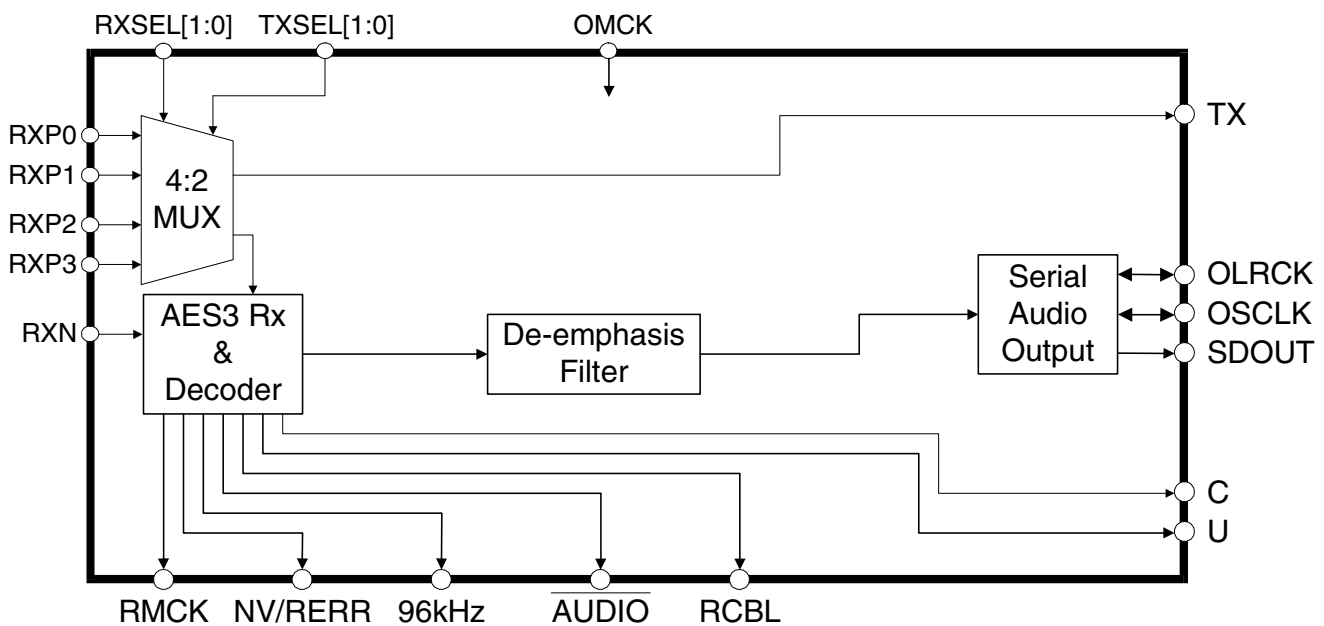 RXSEL[1:0]
TXSEL[1:0]
OMCK
RXP0
RXP1
RXP2
RXP3
RXN
4:2
MUX
TX
AES3 Rx
&
Decoder
De-emphasis
Filter
Serial
Audio
Output
OLRCK
OSCLK
SDOUT
C
U
RMCK
NV/RERR
96kHz
AUDIO
RCBL